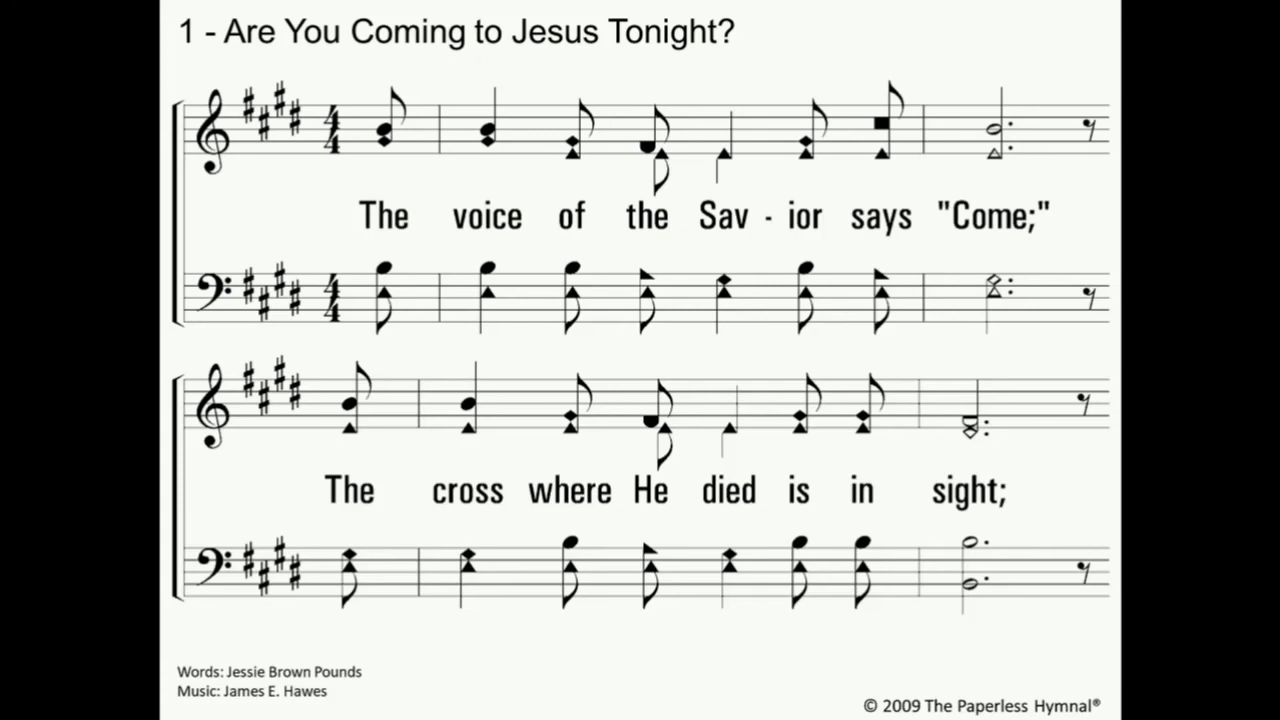 1 - Are You Coming to Jesus Tonight?
The voice of the Sav - ior says "Come;"
The cross where He died is in sight;
Words: Jessie Brown Pounds
Music: James E. Hawes
© 2009 The Paperless Hymnal®